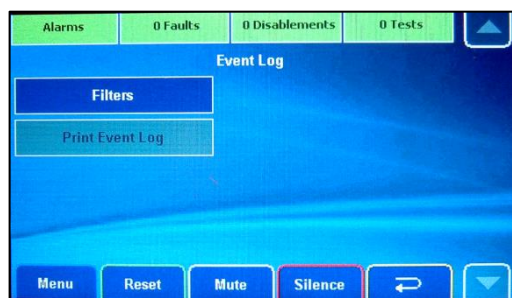 Alarms 0 Faults 0 Disablements 0 Tests
Event Log
Filters
Print Event Log
Menu Reset Mute Silence